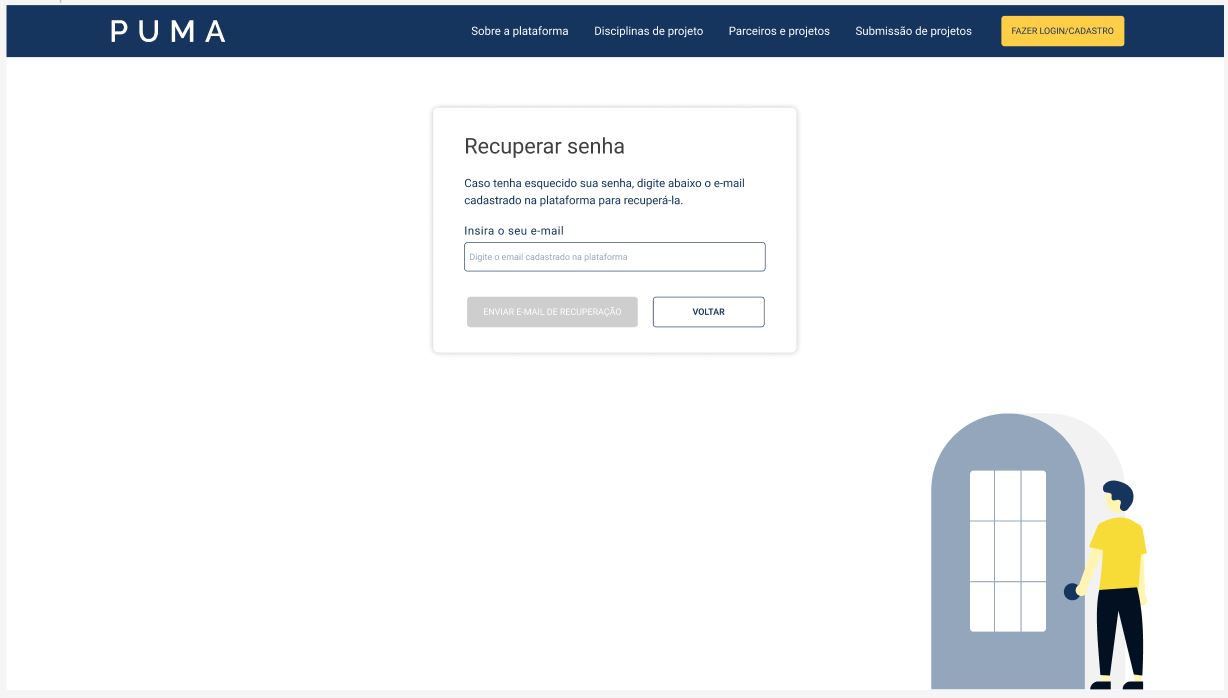 PUMA
Sobre a plataforma
Disciplinas de projeto
Parceiros e projetos
Submissão de projetos
FAZER LOGIN/CADASTRO
Recuperar senha
Caso tenha esquecido sua senha, digite abaixo o e-mail
cadastrado na plataforma para recuperá-la.
Insira o seu e-mail
Digite o email cadastrado na plataforma
ENVIAR E-MAIL DE RECUPERAÇÃO
VOLTAR